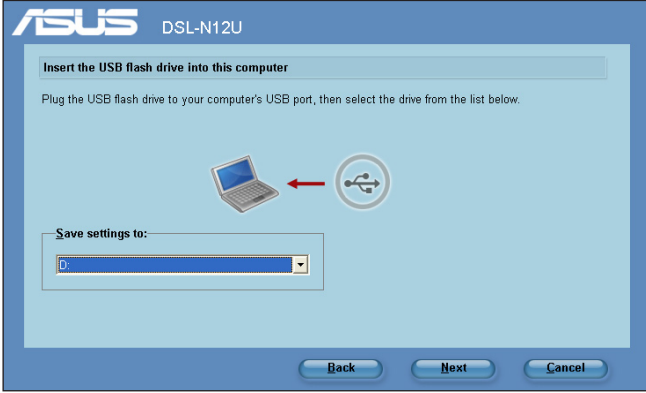 ASUS DSL-N12U
Insert the USB flash drive into this computer
Plug the USB flash drive to your computer's USB port, then select the drive from the list below.
Save settings to:
D:
Back Next Cancel